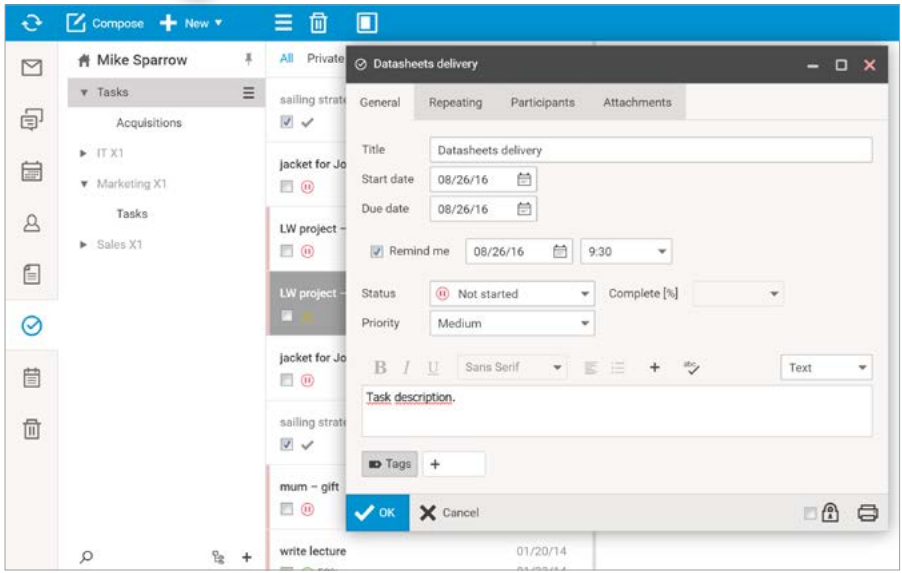 Compose New
Mike Sparrow
Tasks
Acquisitions
IT X1
Marketing X1
Tasks
Sales X1
All Private
sailing strate
jacket for Jo
LW project –
LW project –
jacket for Jo
sailing strate
mum – gift
write lecture 01/20/14
Datasheets delivery
General Repeating Participants Attachments
Title Datasheets delivery
Start date 08/26/16
Due date 08/26/16
Remind me 08/26/16 9:30
Status Not started Complete [%]
Priority Medium
B I U Sans Serif abc Text
Task description.
Tags +
OK Cancel